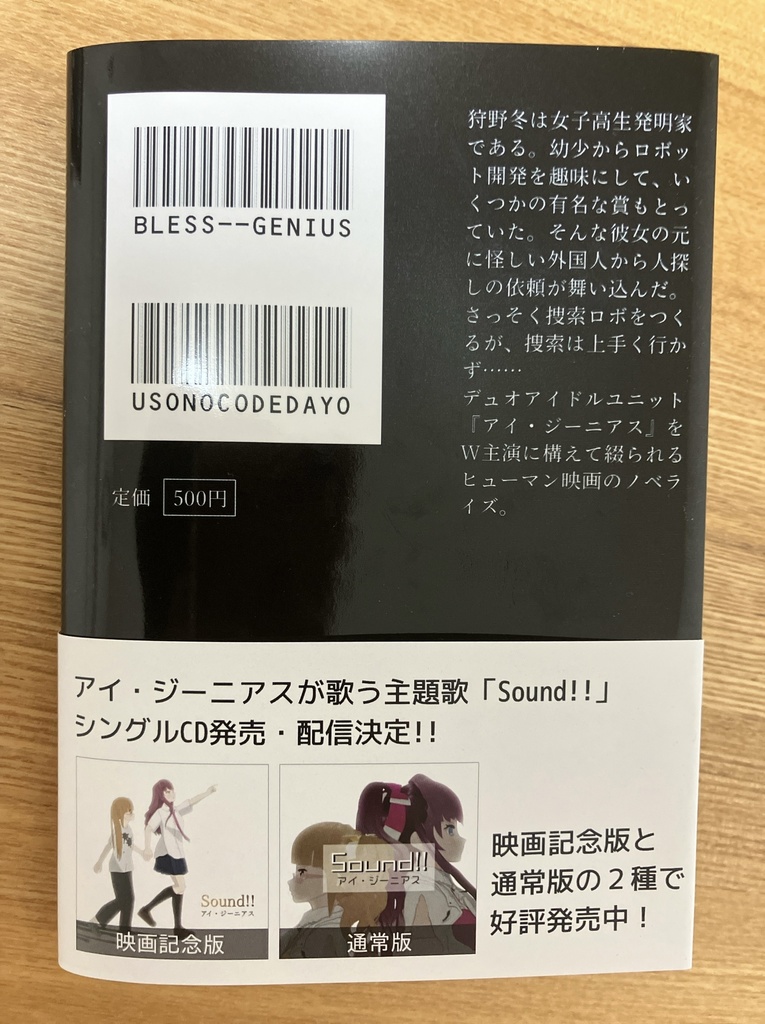 BLESS--GENIUS
USONOCODEDAYO
定価 500円
狩野冬は女子高生発明家
である。幼少からロボッ
ト開発を趣味にして、い
くつかの有名な賞もとっ
ていた。そんな彼女の元
に怪しい外国人から人探
しの依頼が舞い込んだ。
さっそく捜索ロボをつく
るが、捜索は上手く行か
ず……
デュオアイドルユニット
『アイ・ジーニアス』を
W主演に構えて綴られる
ヒューマン映画のノベラ
イズ。
アイ・ジーニアスが歌う主題歌「Sound!!」
シングルCD発売・配信決定!!
Sound!!
アイ・ジーニアス
映画記念版
Sound!!
アイ・ジーニアス
通常版
映画記念版と
通常版の２種で
好評発売中！